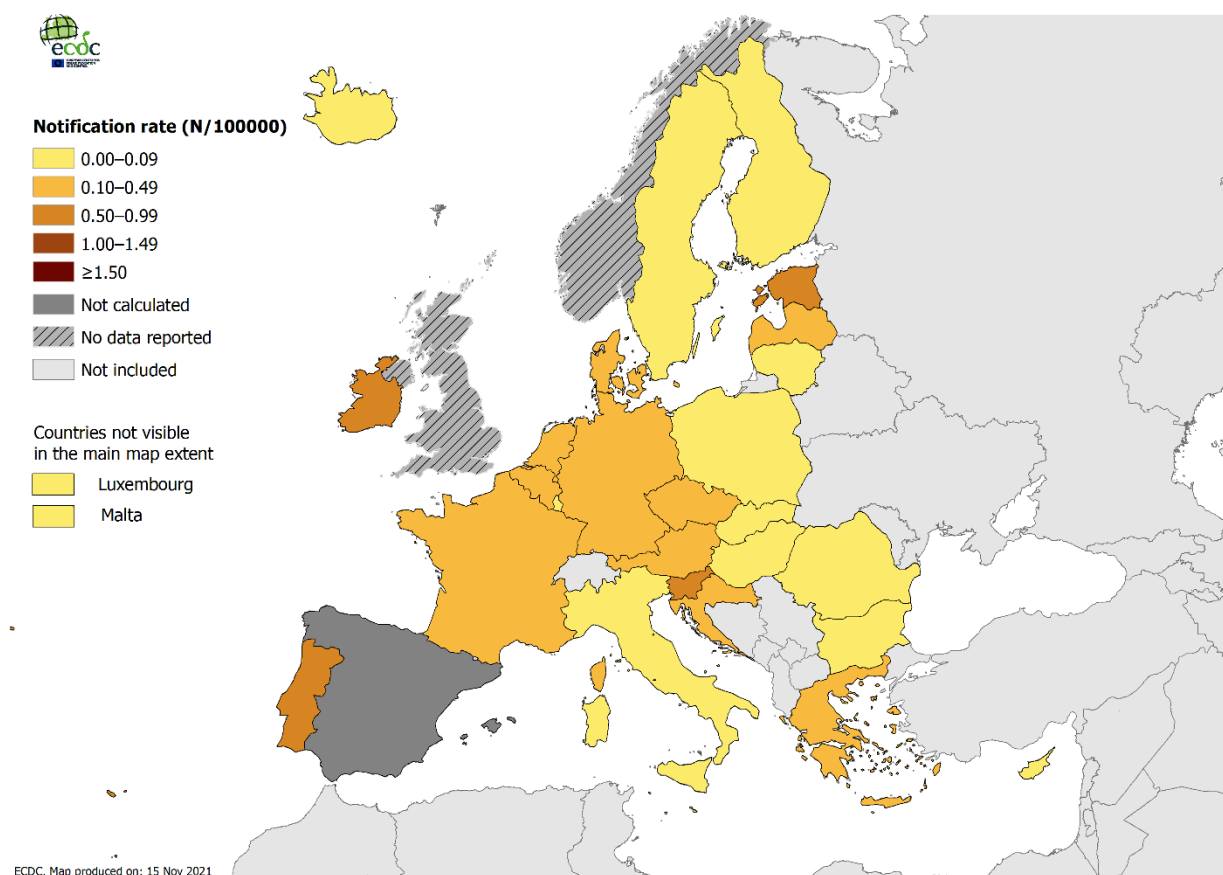 ecdc
Notification rate (N/100000)
0.00–0.09
0.10–0.49
0.50–0.99
1.00–1.49
≥1.50
Not calculated
No data reported
Not included
Countries not visible
in the main map extent
Luxembourg
Malta
ECDC. Map produced on: 15 Nov 2021